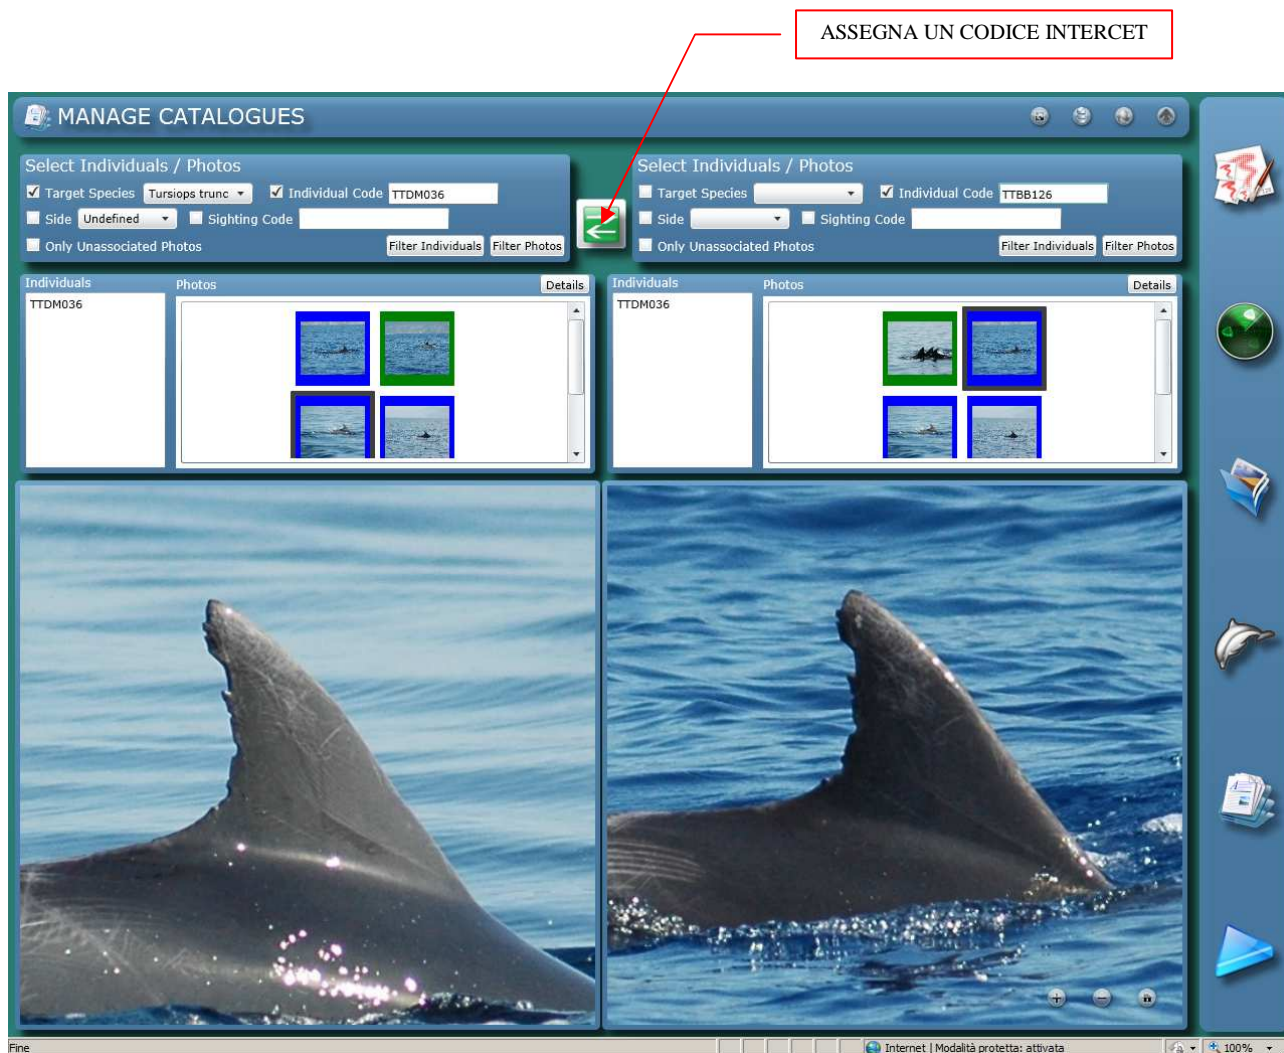 ASSEGNA UN CODICE INTERCET
MANAGE CATALOGUES
Select Individuals / Photos
Target Species Tursiops trunc Individual Code TTDM036
Side Undefined Sighting Code
Only Unassociated Photos Filter Individuals Filter Photos
Select Individuals / Photos
Target Species Individual Code TTBB126
Side Sighting Code
Only Unassociated Photos Filter Individuals Filter Photos
Individuals Photos Details
TTDM036
Individuals Photos Details
TTDM036
Fine Internet | Modalità protetta: attivata 100%